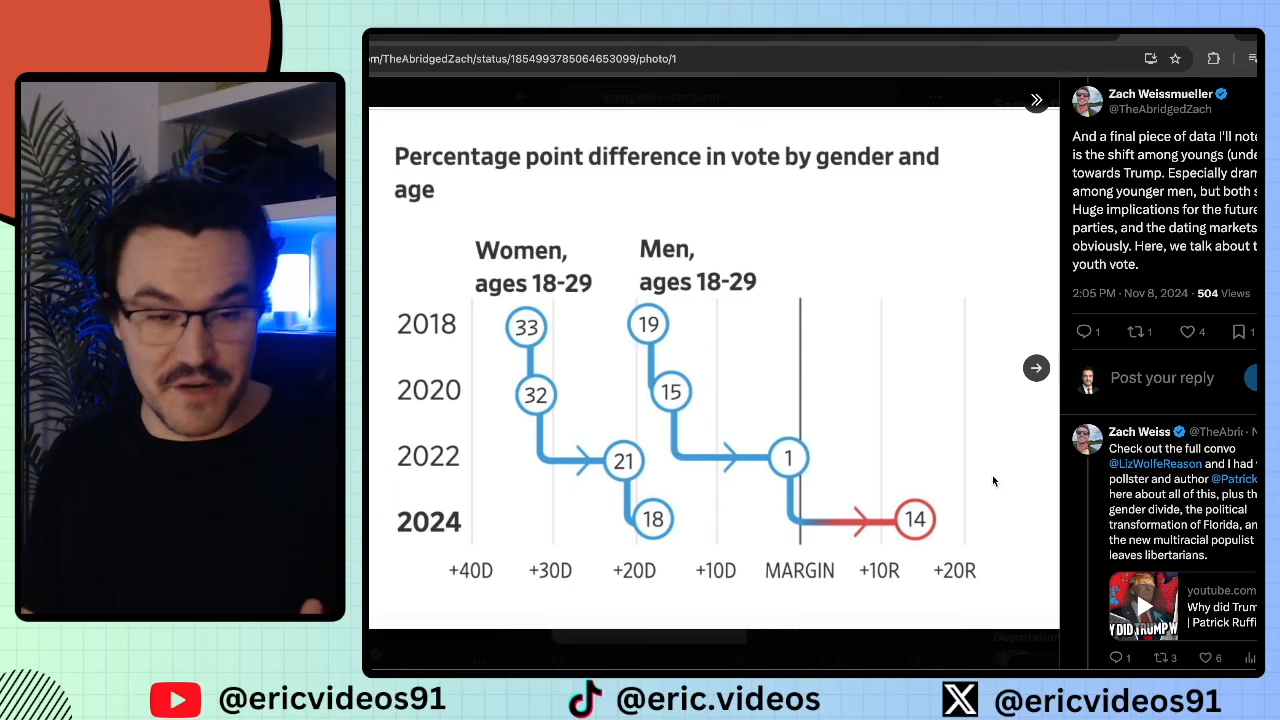 m/TheAbridgedZach/status/1854993785064653099/photo/1
Percentage point difference in vote by gender and
age
Women,
ages 18-29
Men,
ages 18-29
2018
33
19
2020
32
15
2022
21
1
2024
18
14
+40D
+30D
+20D
+10D
MARGIN
+10R
+20R
Zach Weissmueller
@TheAbridgedZach
And a final piece of data I'll note
is the shift among youngs (unde
towards Trump. Especially dram
among younger men, but both s
Huge implications for the future
parties, and the dating markets
obviously. Here, we talk about t
youth vote.
2:05 PM · Nov 8, 2024 · 504 Views
1
1
4
1
Post your reply
Zach Weiss
@TheAbric · N
Check out the full convo
@LizWolfeReason and I had
pollster and author @Patrick
here about all of this, plus th
gender divide, the political
transformation of Florida, an
the new multiracial populist
leaves libertarians.
youtube.com
Why did Trum
| Patrick Ruffi
Y DID TRUMP W
1
3
6
@ericvideos91
@eric.videos
@ericvideos91